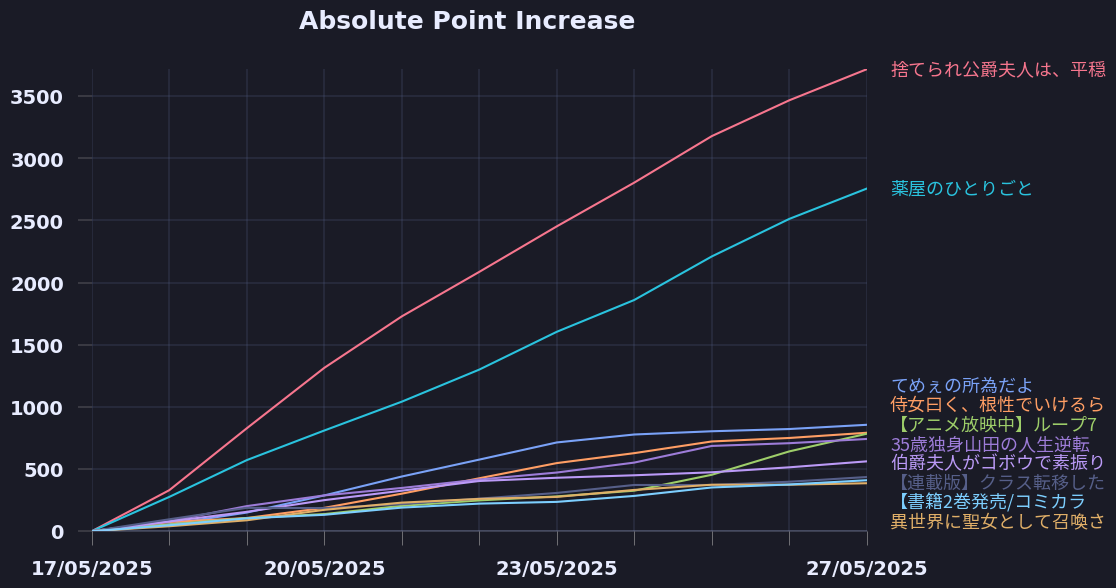 Absolute Point Increase
3500
3000
2500
2000
1500
1000
500
0
17/05/2025
20/05/2025
23/05/2025
27/05/2025
捨てられ公爵夫人は、平穏
薬屋のひとりごと
てめぇの所為だよ
侍女曰く、根性でいけるら
【アニメ放映中】ループ7
35歳独身山田の人生逆転
伯爵夫人がゴボウで素振り
【連載版】クラス転移した
【書籍2巻発売/コミカラ
異世界に聖女として召喚さ